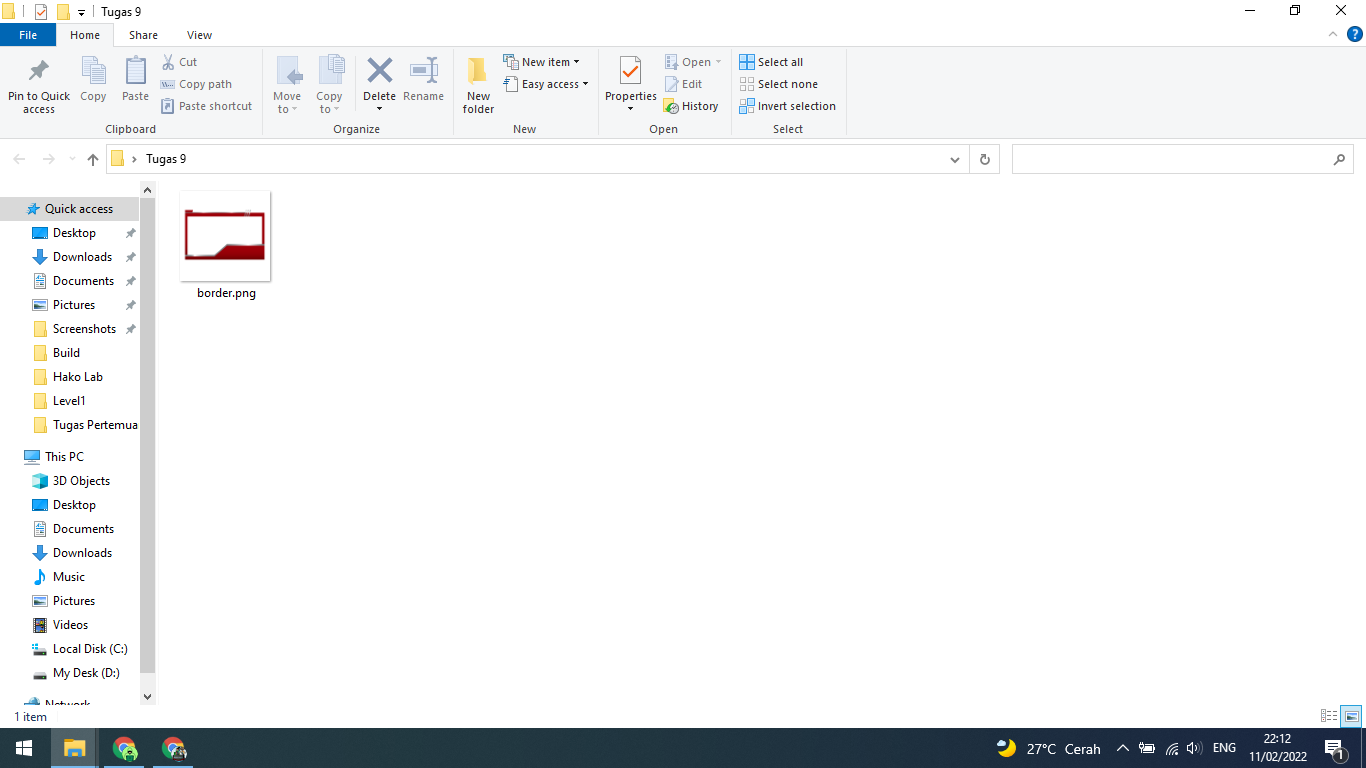 Tugas 9
File
Home
Share
View
Pin to Quick
access
Copy
Paste
Cut
Copy path
Paste shortcut
Clipboard
Move
to
Copy
to
Delete
Rename
Organize
New
folder
New item
Easy access
New
Properties
Open
Edit
History
Open
Select all
Select none
Invert selection
Select
Tugas 9
Quick access
Desktop
Downloads
Documents
Pictures
Screenshots
Build
Hako Lab
Level1
Tugas Pertemua
This PC
3D Objects
Desktop
Documents
Downloads
Music
Pictures
Videos
Local Disk (C:)
My Desk (D:)
Network
border.png
1 item
27°C Cerah
ENG
22:12
11/02/2022
1